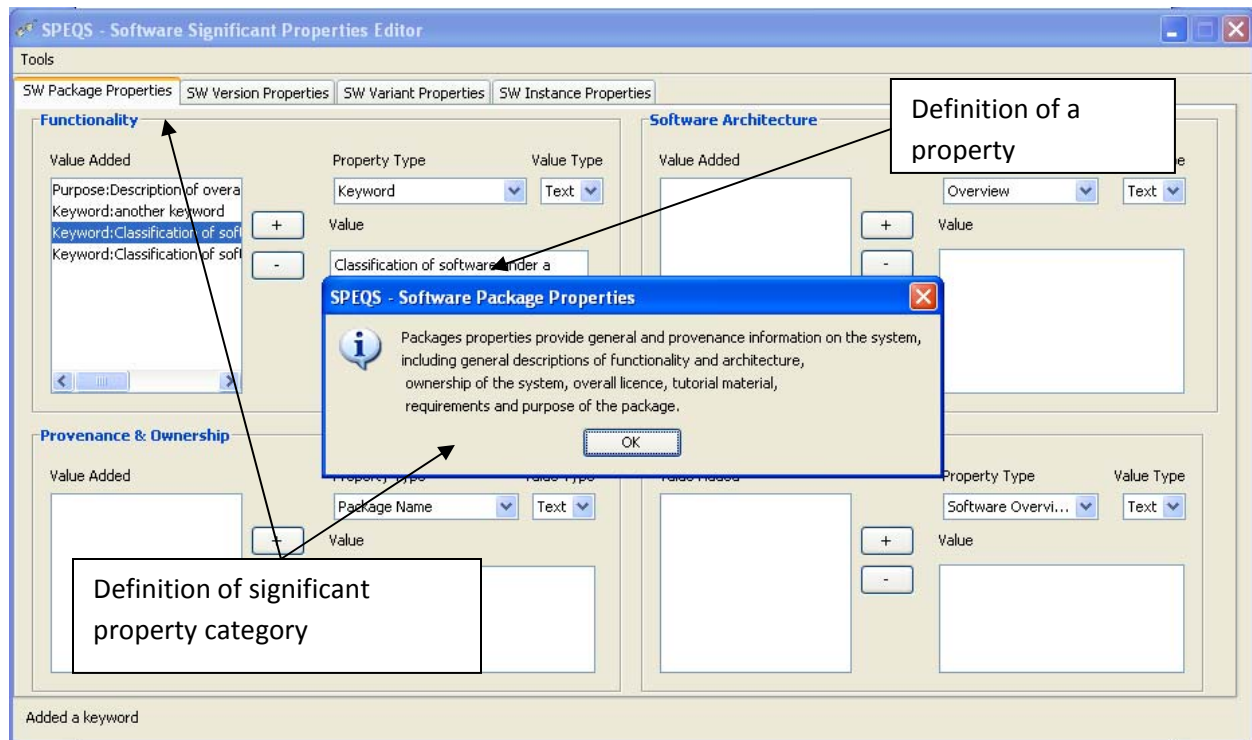 SPEQS - Software Significant Properties Editor
Tools
SW Package Properties
SW Version Properties
SW Variant Properties
SW Instance Properties
Functionality
Value Added
Property Type
Value Type
Purpose:Description of overa
Keyword:another keyword
Keyword:Classification of soft
Keyword:Classification of soft
+
-
Keyword
Text
Value
Classification of software under a
Software Architecture
Value Added
Overview
Text
+
-
Value
Definition of a
property
SPEQS - Software Package Properties
Packages properties provide general and provenance information on the system,
including general descriptions of functionality and architecture,
ownership of the system, overall licence, tutorial material,
requirements and purpose of the package.
OK
Provenance & Ownership
Value Added
Property Type
Value Type
Package Name
Text
+
Value
Value Added
Property Type
Value Type
Software Overvi...
Text
+
-
Value
Definition of significant
property category
Added a keyword